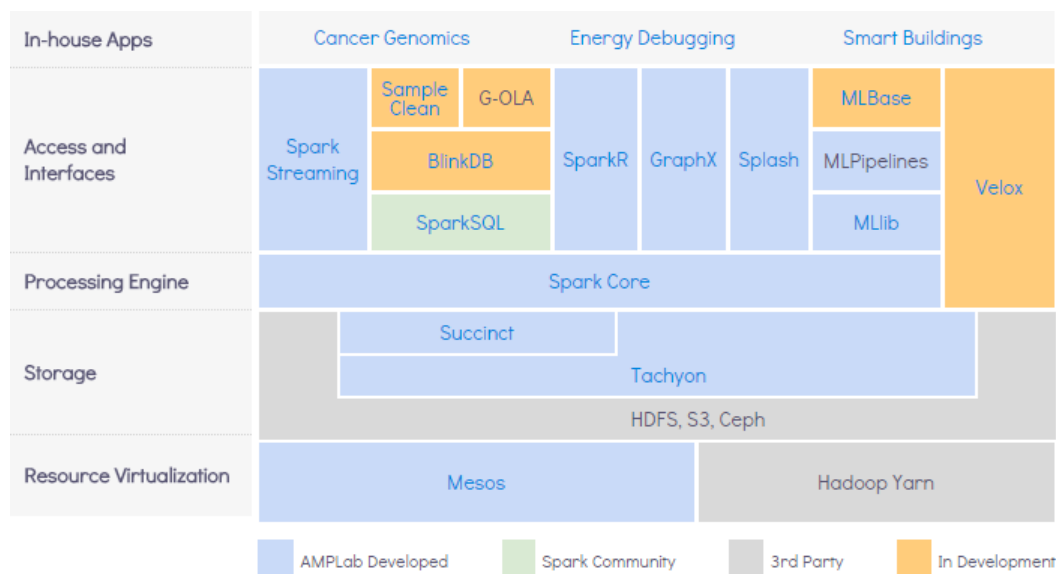 In-house Apps
Cancer Genomics
Energy Debugging
Smart Buildings
Access and
Interfaces
Spark
Streaming
Sample
Clean
G-OLA
BlinkDB
SparkSQL
SparkR
GraphX
Splash
MLBase
MLPipelines
MLlib
Velox
Processing Engine
Spark Core
Storage
Succinct
Tachyon
HDFS, S3, Ceph
Resource Virtualization
Mesos
Hadoop Yarn
AMPLab Developed
Spark Community
3rd Party
In Development